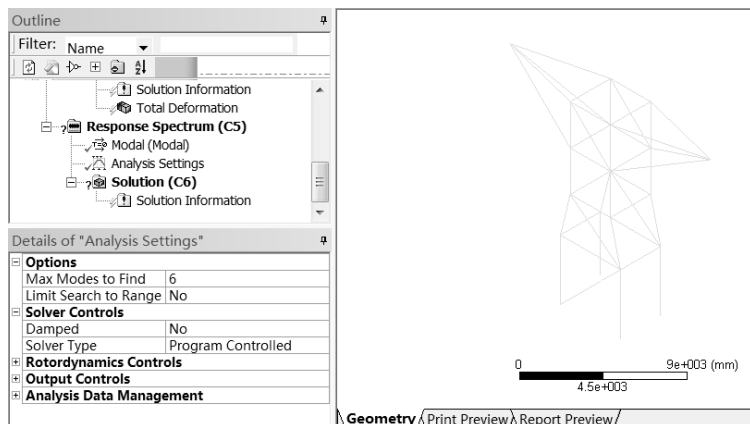 Outline
Filter: Name
Solution Information
Total Deformation
Response Spectrum (C5)
Modal (Modal)
Analysis Settings
Solution (C6)
Solution Information
Details of "Analysis Settings"
Options
Max Modes to Find 6
Limit Search to Range No
Solver Controls
Damped No
Solver Type Program Controlled
Rotordynamics Controls
Output Controls
Analysis Data Management
0 9e+003 (mm)
4.5e+003
Geometry Print Preview Report Preview